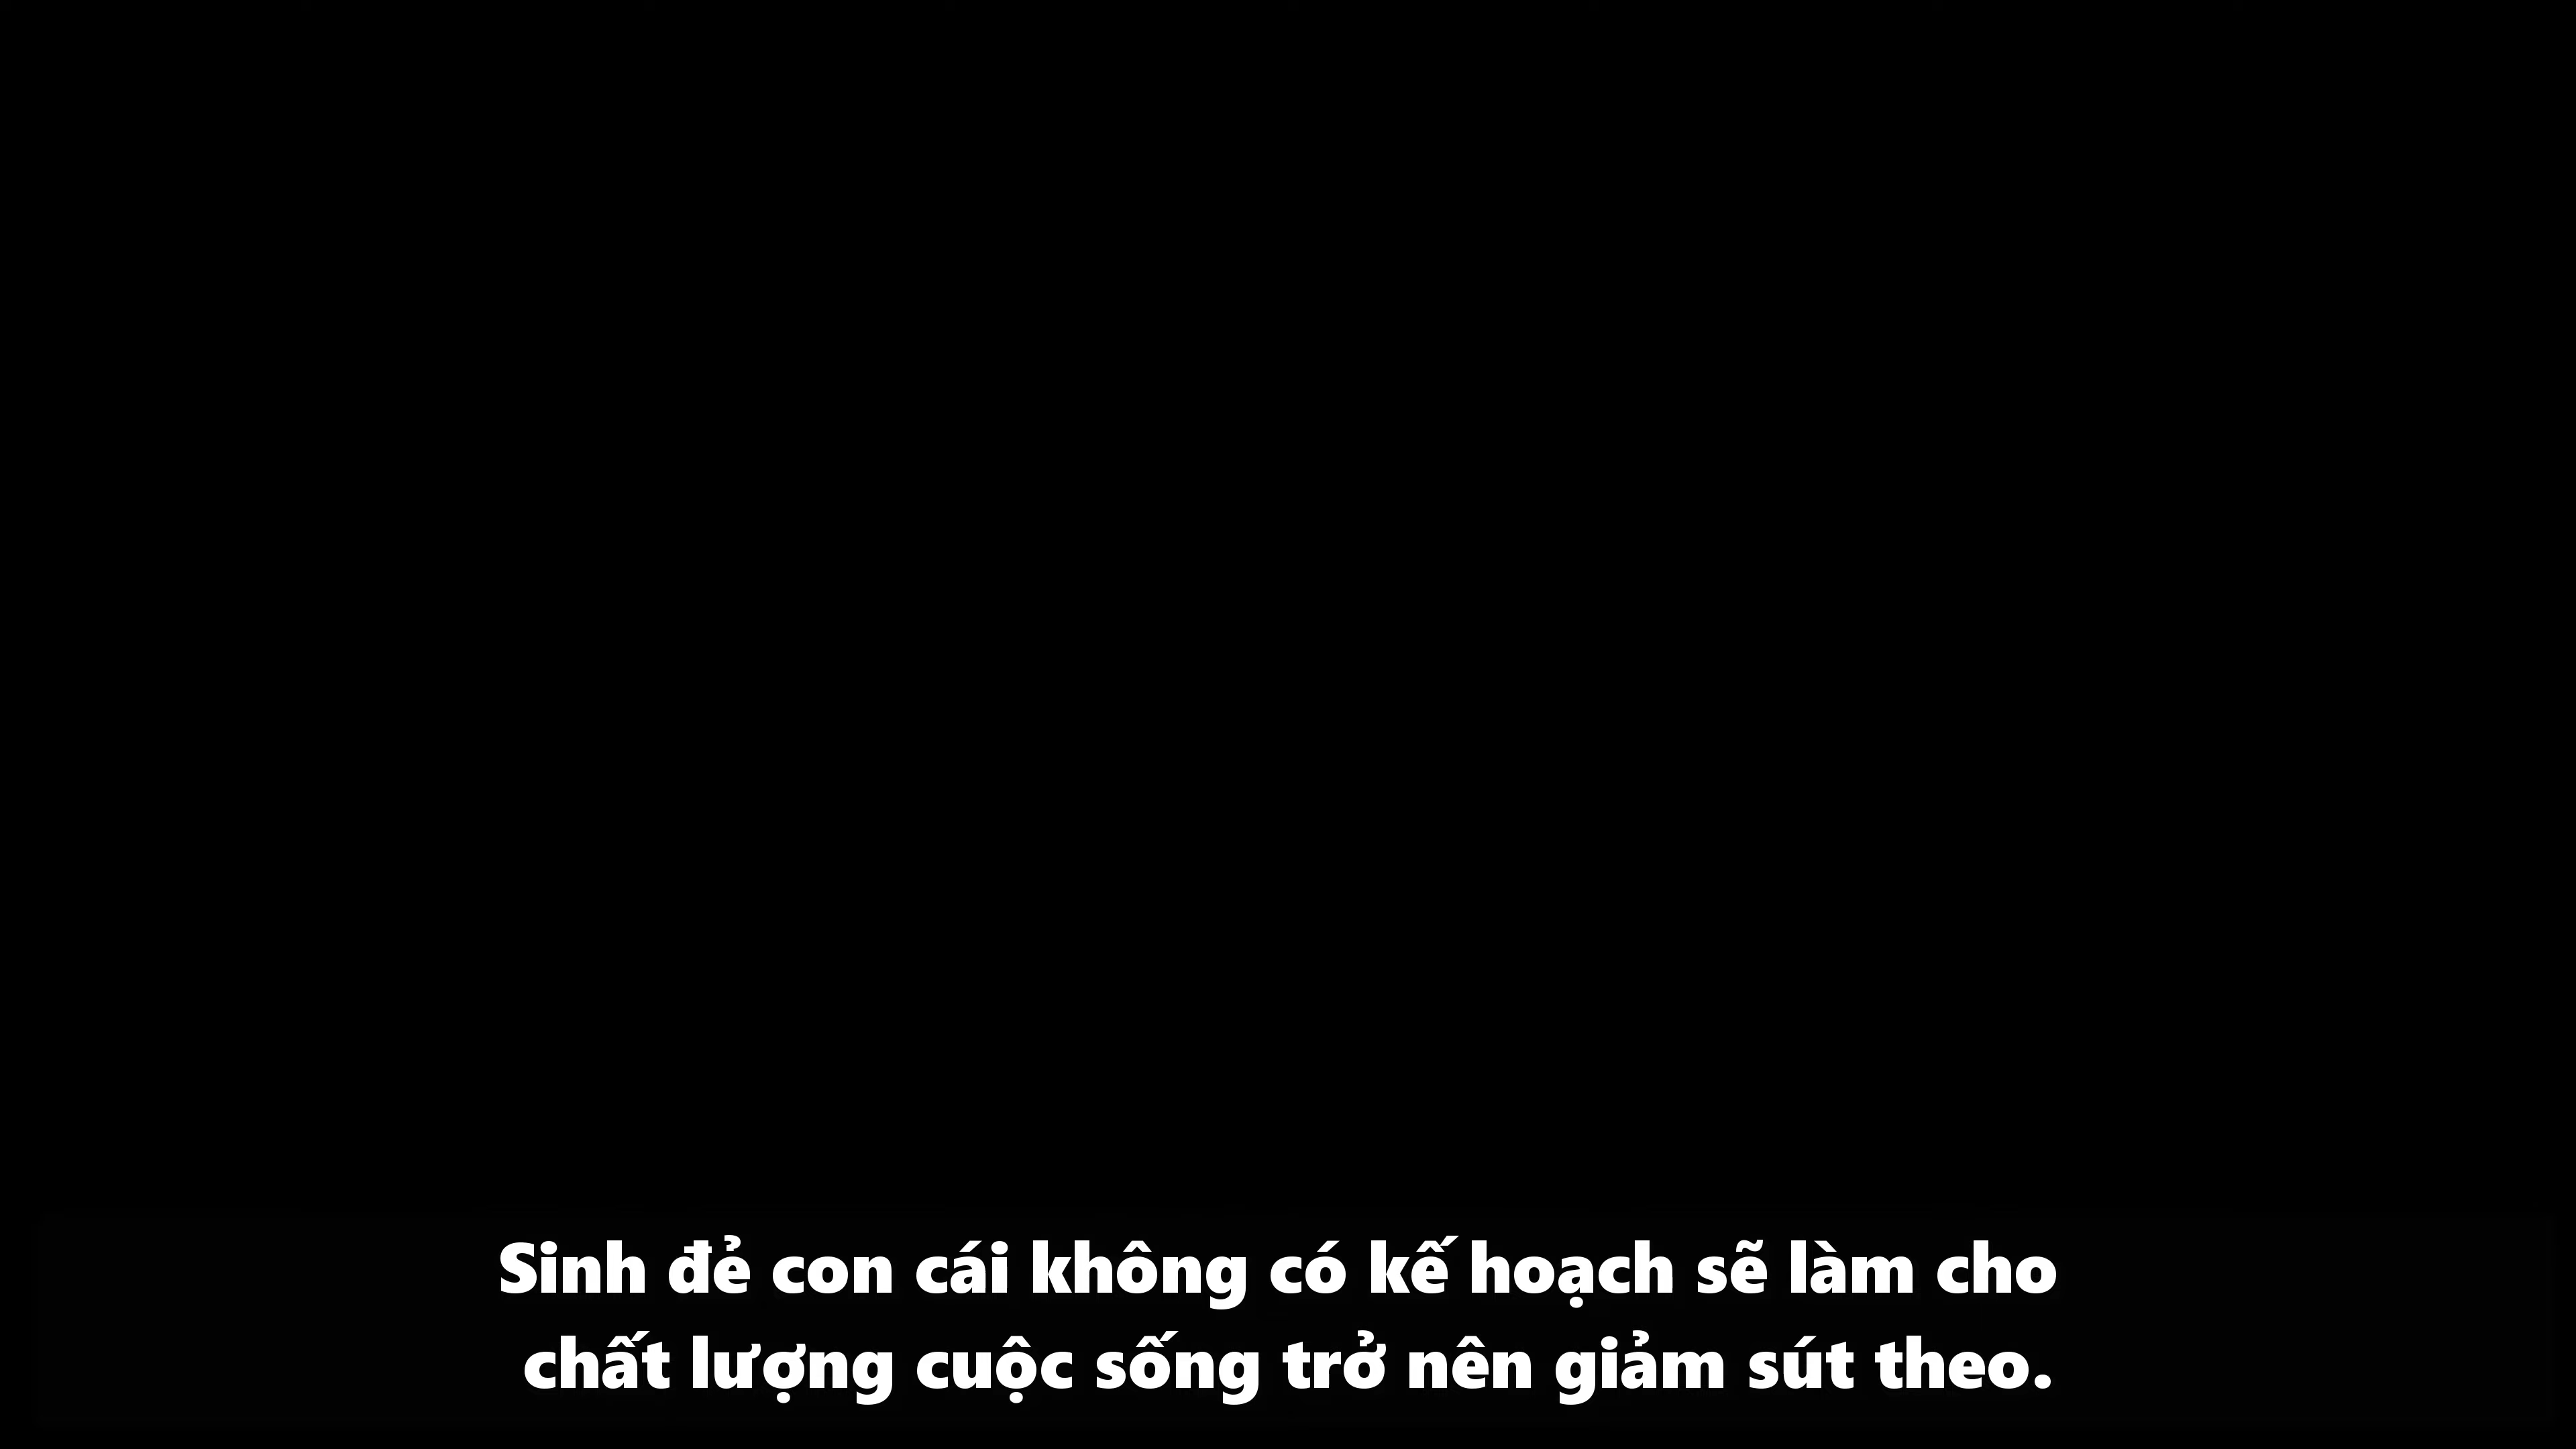 Sinh đẻ con cái không có kế hoạch sẽ làm cho
chất lượng cuộc sống trở nên giảm sút theo.